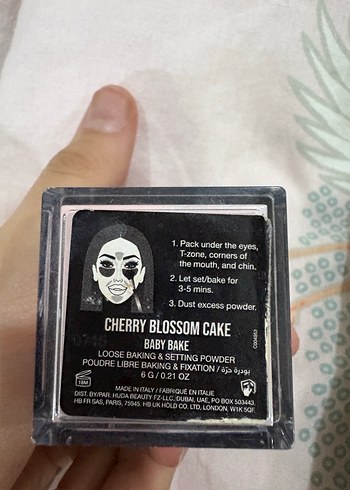 1. Pack under the eyes,
T-zone, corners of
the mouth, and chin.
2. Let set/bake for
3-5 mins.
3. Dust excess powder.
CHERRY BLOSSOM CAKE
BABY BAKE
LOOSE BAKING & SETTING POWDER
POUDRE LIBRE BAKING & FIXATION / بودرة حرّة
6 G / 0.21 OZ
18M
MADE IN ITALY / FABRIQUÉ EN ITALIE
DIST. BY/PAR: HUDA BEAUTY FZ-LLC, DUBAI, UAE, PO BOX 503443.
HB FR SAS, PARIS, 75945. HB UK HOLD CO. LTD, LONDON, W1K 5QF.